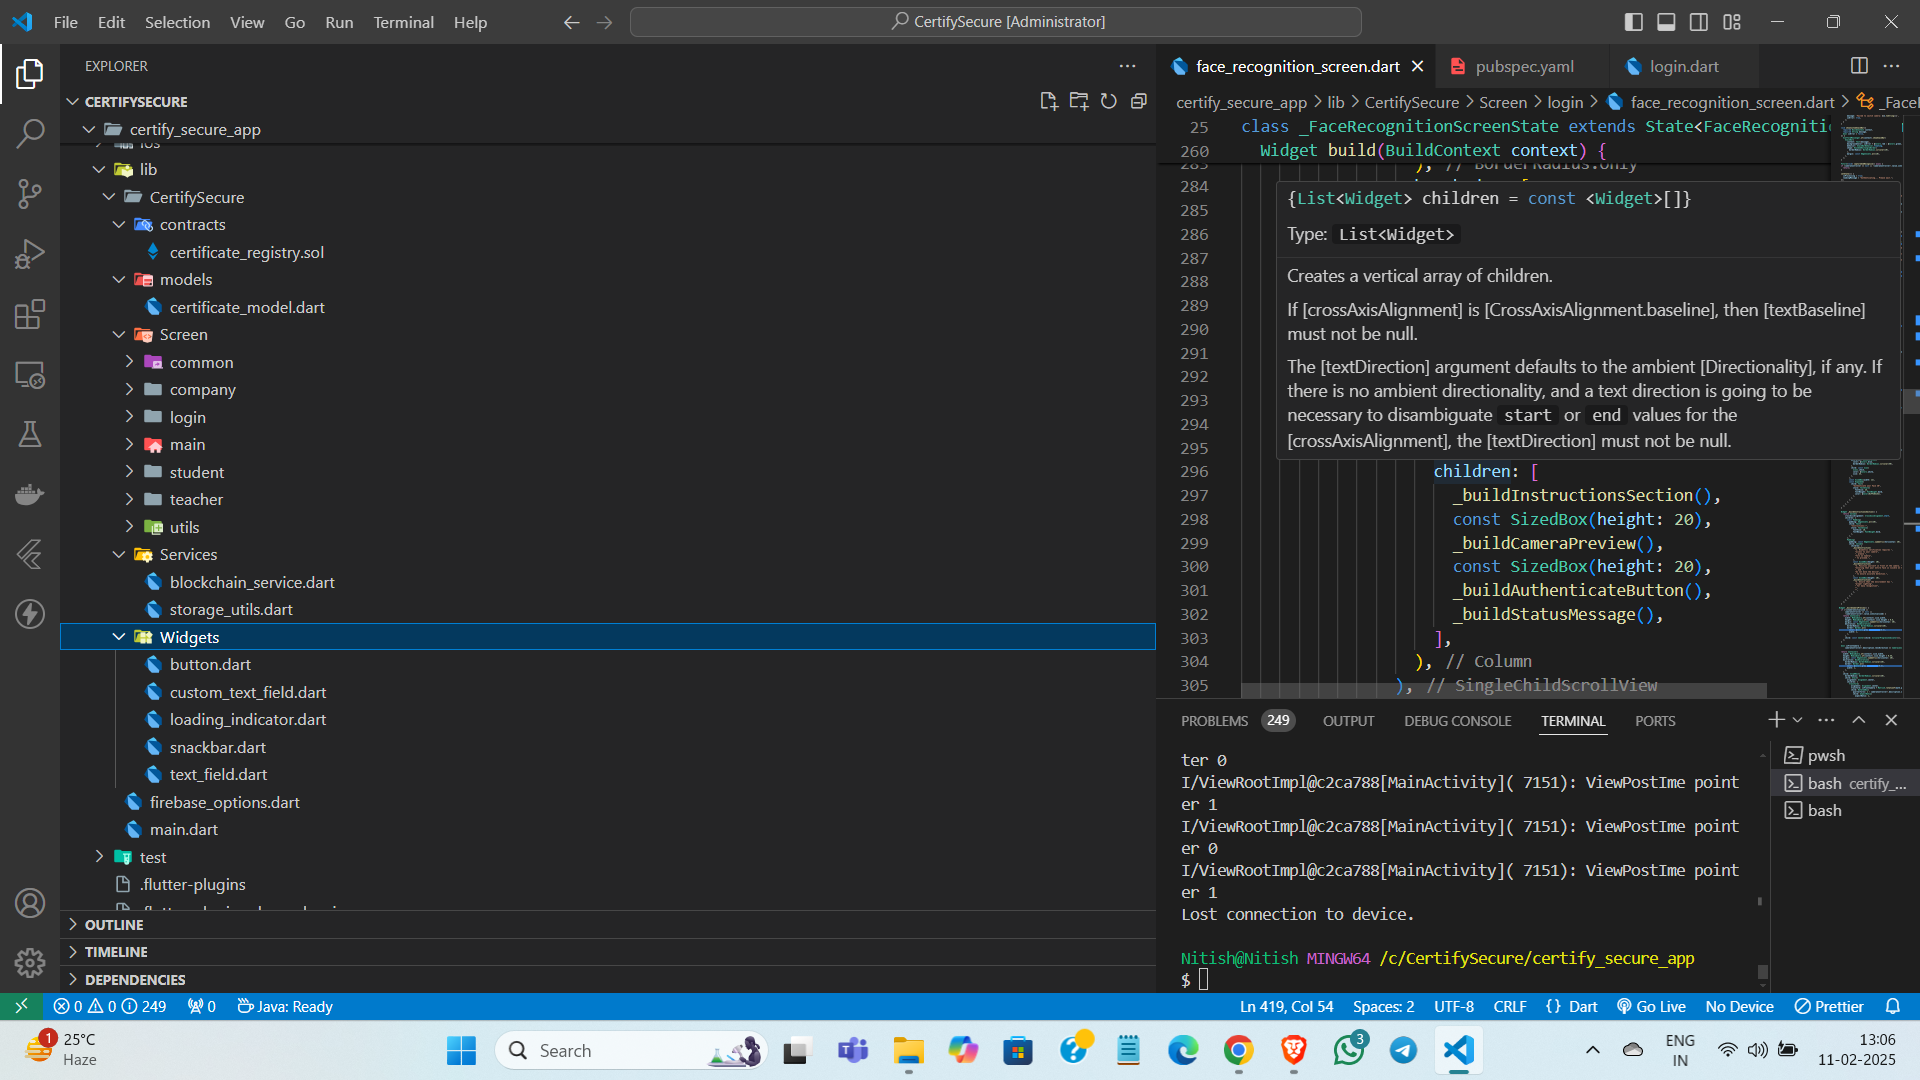 File Edit Selection View Go Run Terminal Help
CertifySecure [Administrator]
EXPLORER
CERTIFYSECURE
certify_secure_app
ios
lib
CertifySecure
contracts
certificate_registry.sol
models
certificate_model.dart
Screen
common
company
login
main
student
teacher
utils
Services
blockchain_service.dart
storage_utils.dart
Widgets
button.dart
custom_text_field.dart
loading_indicator.dart
snackbar.dart
text_field.dart
firebase_options.dart
main.dart
test
.flutter-plugins
OUTLINE
TIMELINE
DEPENDENCIES
face_recognition_screen.dart
pubspec.yaml
login.dart
certify_secure_app > lib > CertifySecure > Screen > login > face_recognition_screen.dart > _FaceI
25 class _FaceRecognitionScreenState extends State<FaceRecogniti
260 Widget build(BuildContext context) {
283 ), // BorderRadius.only
284
285
286
287
288
289
290
291
292
293
294
295
{List<Widget> children = const <Widget>[]}
Type: List<Widget>
Creates a vertical array of children.
If [crossAxisAlignment] is [CrossAxisAlignment.baseline], then [textBaseline]
must not be null.
The [textDirection] argument defaults to the ambient [Directionality], if any. If
there is no ambient directionality, and a text direction is going to be
necessary to disambiguate start or end values for the
[crossAxisAlignment], the [textDirection] must not be null.
296 children: [
297 _buildInstructionsSection(),
298 const SizedBox(height: 20),
299 _buildCameraPreview(),
300 const SizedBox(height: 20),
301 _buildAuthenticateButton(),
302 _buildStatusMessage(),
303 ],
304 ), // Column
305 ), // SingleChildScrollView
PROBLEMS 249 OUTPUT DEBUG CONSOLE TERMINAL PORTS
ter 0
I/ViewRootImpl@c2ca788[MainActivity]( 7151): ViewPostIme point
er 1
I/ViewRootImpl@c2ca788[MainActivity]( 7151): ViewPostIme point
er 0
I/ViewRootImpl@c2ca788[MainActivity]( 7151): ViewPostIme point
er 1
Lost connection to device.
Nitish@Nitish MINGW64 /c/CertifySecure/certify_secure_app
$
pwsh
bash certify_...
bash
0 0 249 0 Java: Ready
Ln 419, Col 54 Spaces: 2 UTF-8 CRLF {} Dart Go Live No Device Prettier
1
25°C
Haze
Search
3
ENG
IN
13:06
11-02-2025